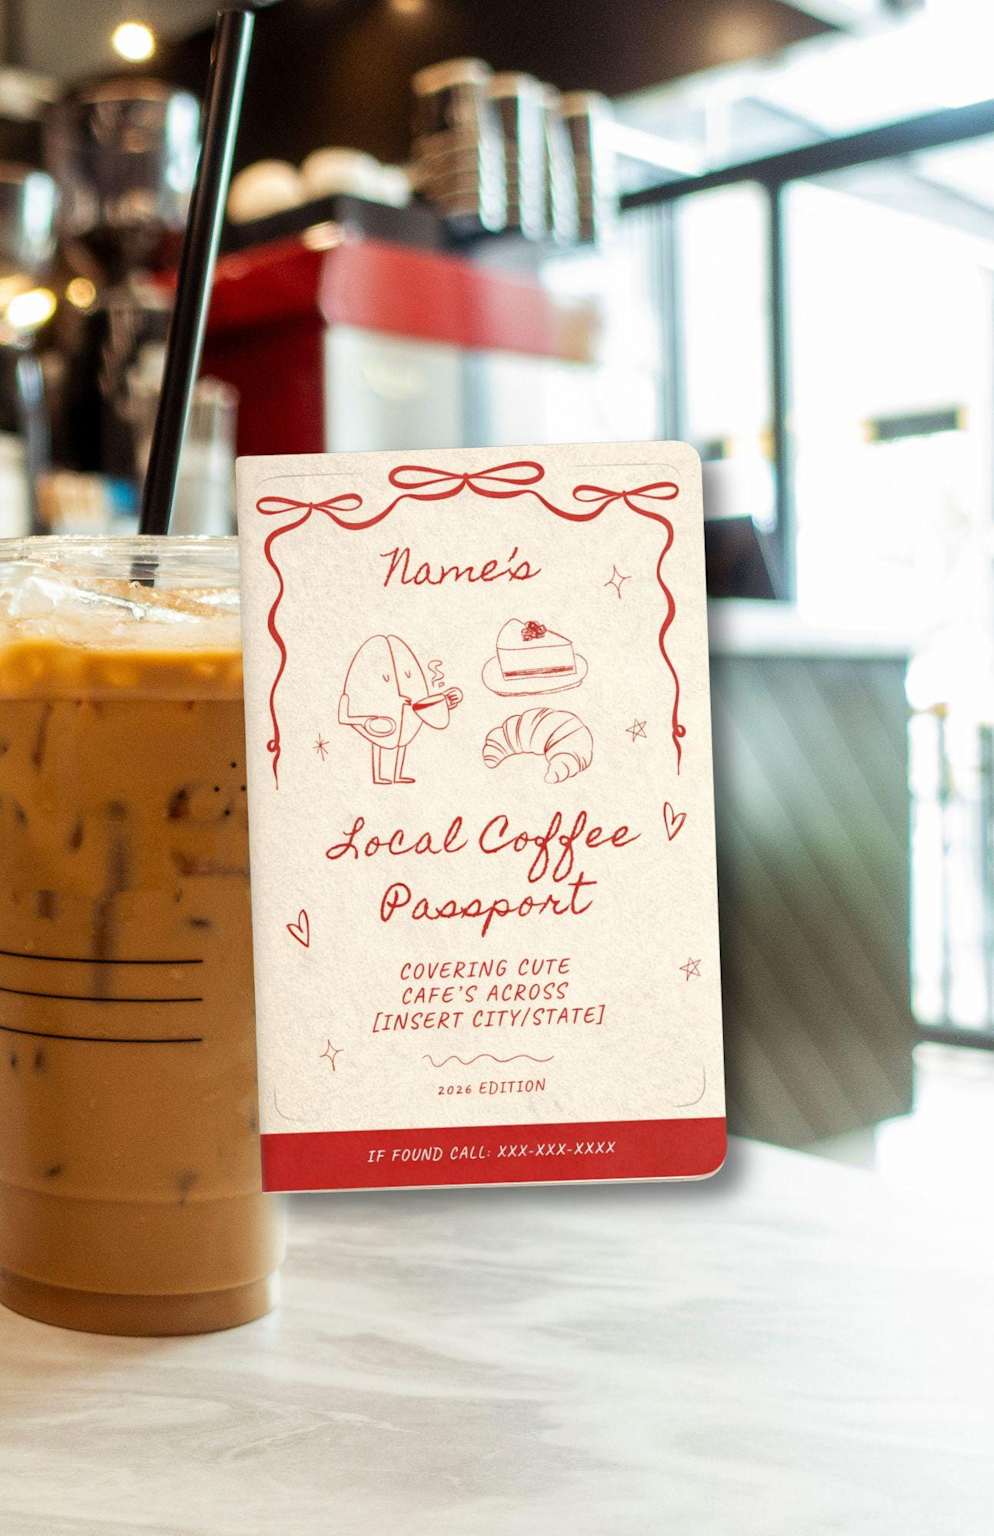 Name's
Local Coffee
Passport
COVERING CUTE
CAFE'S ACROSS
[INSERT CITY/STATE]
2026 EDITION
IF FOUND CALL: XXX-XXX-XXXX